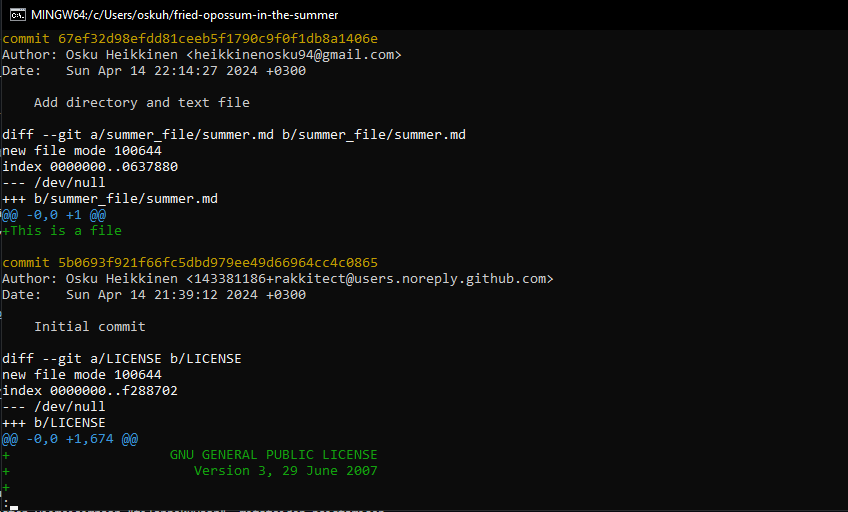 MINGW64:/c/Users/oskuh/fried-opossum-in-the-summer
commit 67ef32d98efdd81ceeb5f1790c9f0f1db8a1406e
Author: Osku Heikkinen <heikkinenosku94@gmail.com>
Date:   Sun Apr 14 22:14:27 2024 +0300
    Add directory and text file
diff --git a/summer_file/summer.md b/summer_file/summer.md
new file mode 100644
index 0000000..0637880
--- /dev/null
+++ b/summer_file/summer.md
@@ -0,0 +1 @@
+This is a file
commit 5b0693f921f66fc5dbd979ee49d66964cc4c0865
Author: Osku Heikkinen <143381186+rakkitect@users.noreply.github.com>
Date:   Sun Apr 14 21:39:12 2024 +0300
    Initial commit
diff --git a/LICENSE b/LICENSE
new file mode 100644
index 0000000..f288702
--- /dev/null
+++ b/LICENSE
@@ -0,0 +1,674 @@
+                    GNU GENERAL PUBLIC LICENSE
+                       Version 3, 29 June 2007
+
: